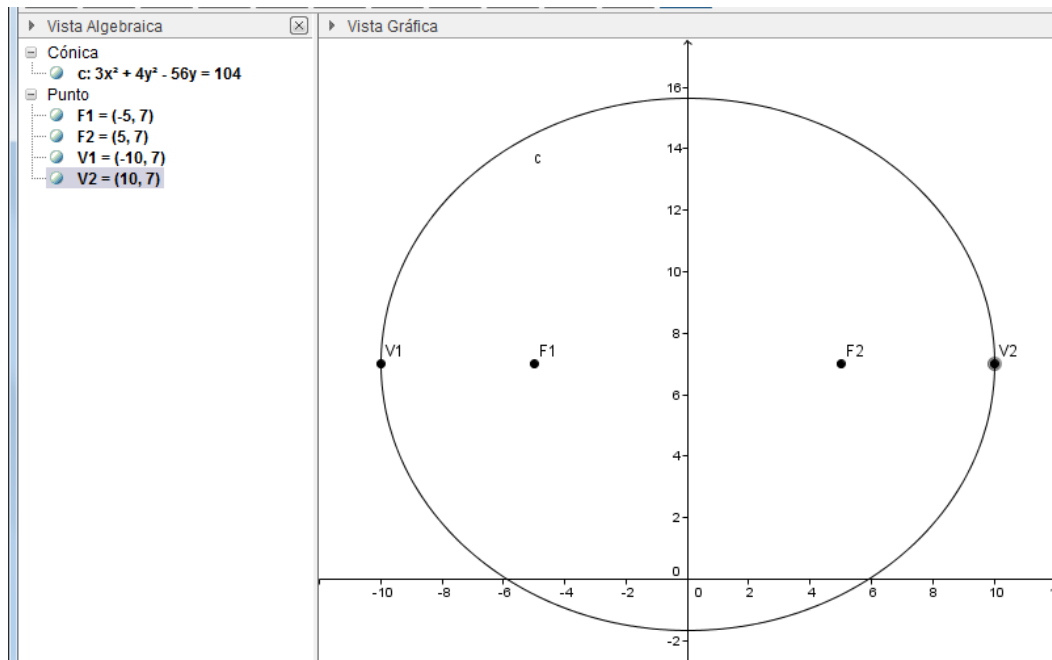 Vista Algebraica
Cónica
c: 3x² + 4y² - 56y = 104
Punto
F1 = (-5, 7)
F2 = (5, 7)
V1 = (-10, 7)
V2 = (10, 7)
Vista Gráfica
16
c
14
12
10
8
V1 F1 F2 V2
6
4
2
0
-10 -8 -6 -4 -2 0 2 4 6 8 10
-2